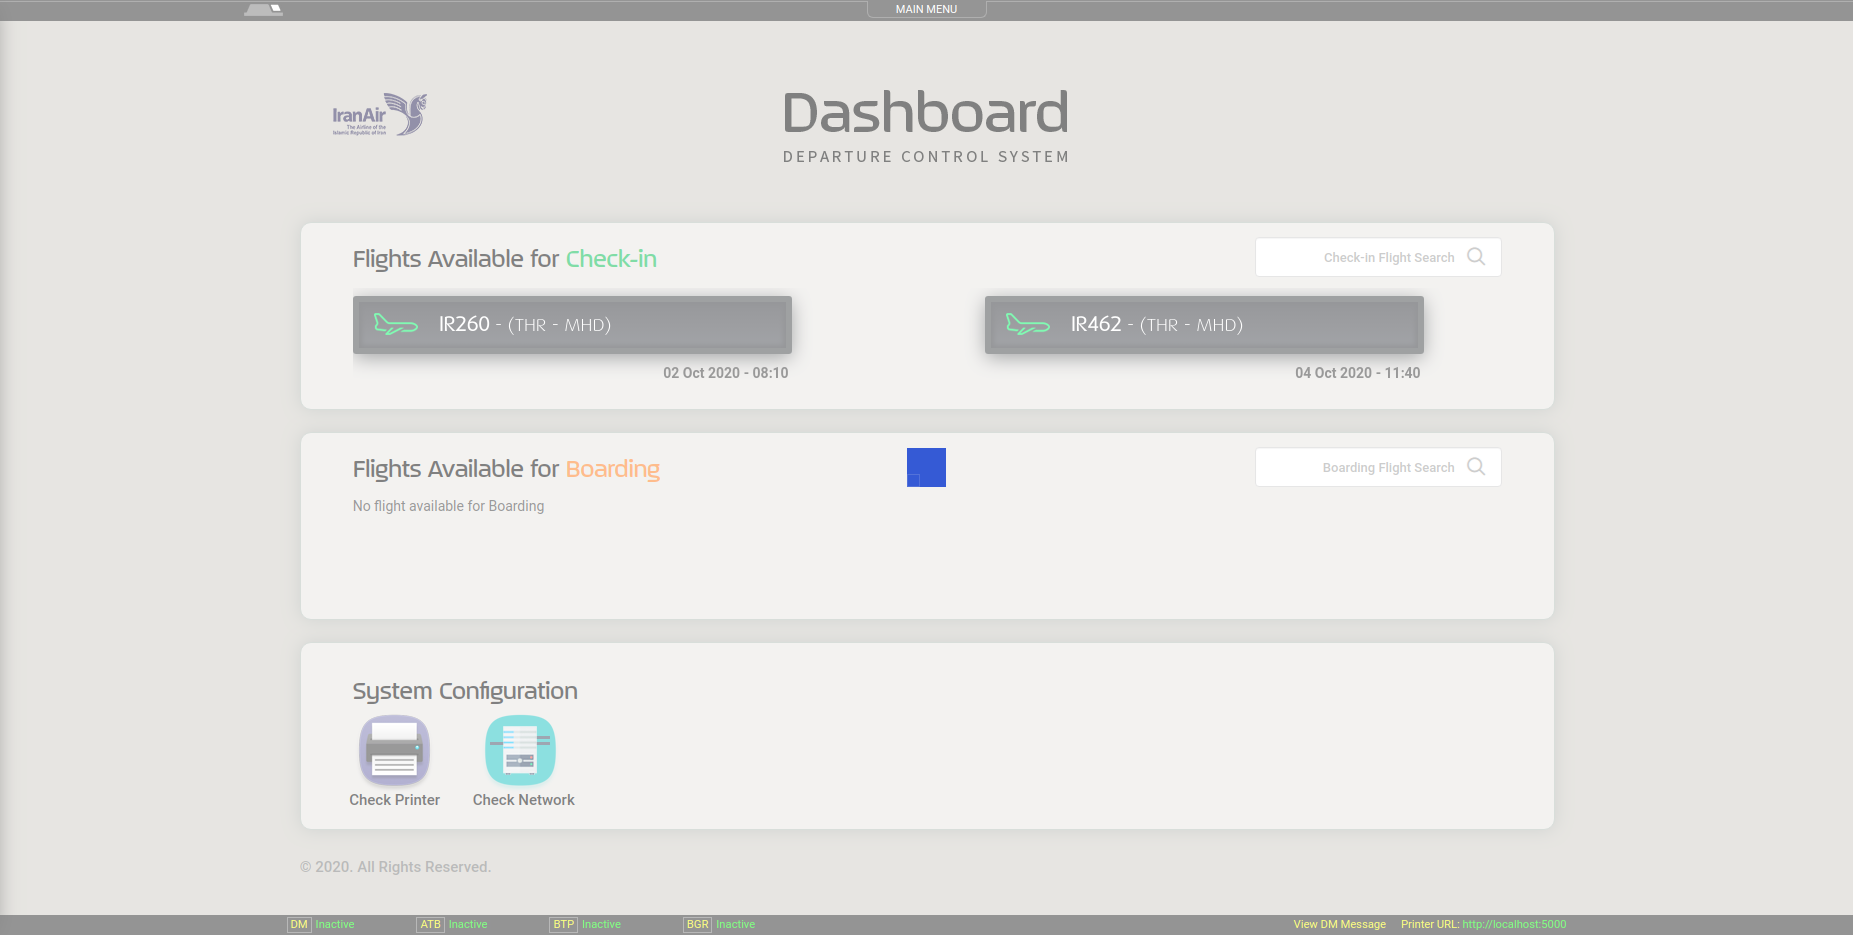 MAIN MENU
IranAir
The Airline of the
Islamic Republic of Iran
Dashboard
DEPARTURE CONTROL SYSTEM
Flights Available for Check-in
Check-in Flight Search
IR260 - (THR - MHD)
02 Oct 2020 - 08:10
IR462 - (THR - MHD)
04 Oct 2020 - 11:40
Flights Available for Boarding
Boarding Flight Search
No flight available for Boarding
System Configuration
Check Printer
Check Network
© 2020. All Rights Reserved.
DM Inactive
ATB Inactive
BTP Inactive
BGR Inactive
View DM Message
Printer URL: http://localhost:5000